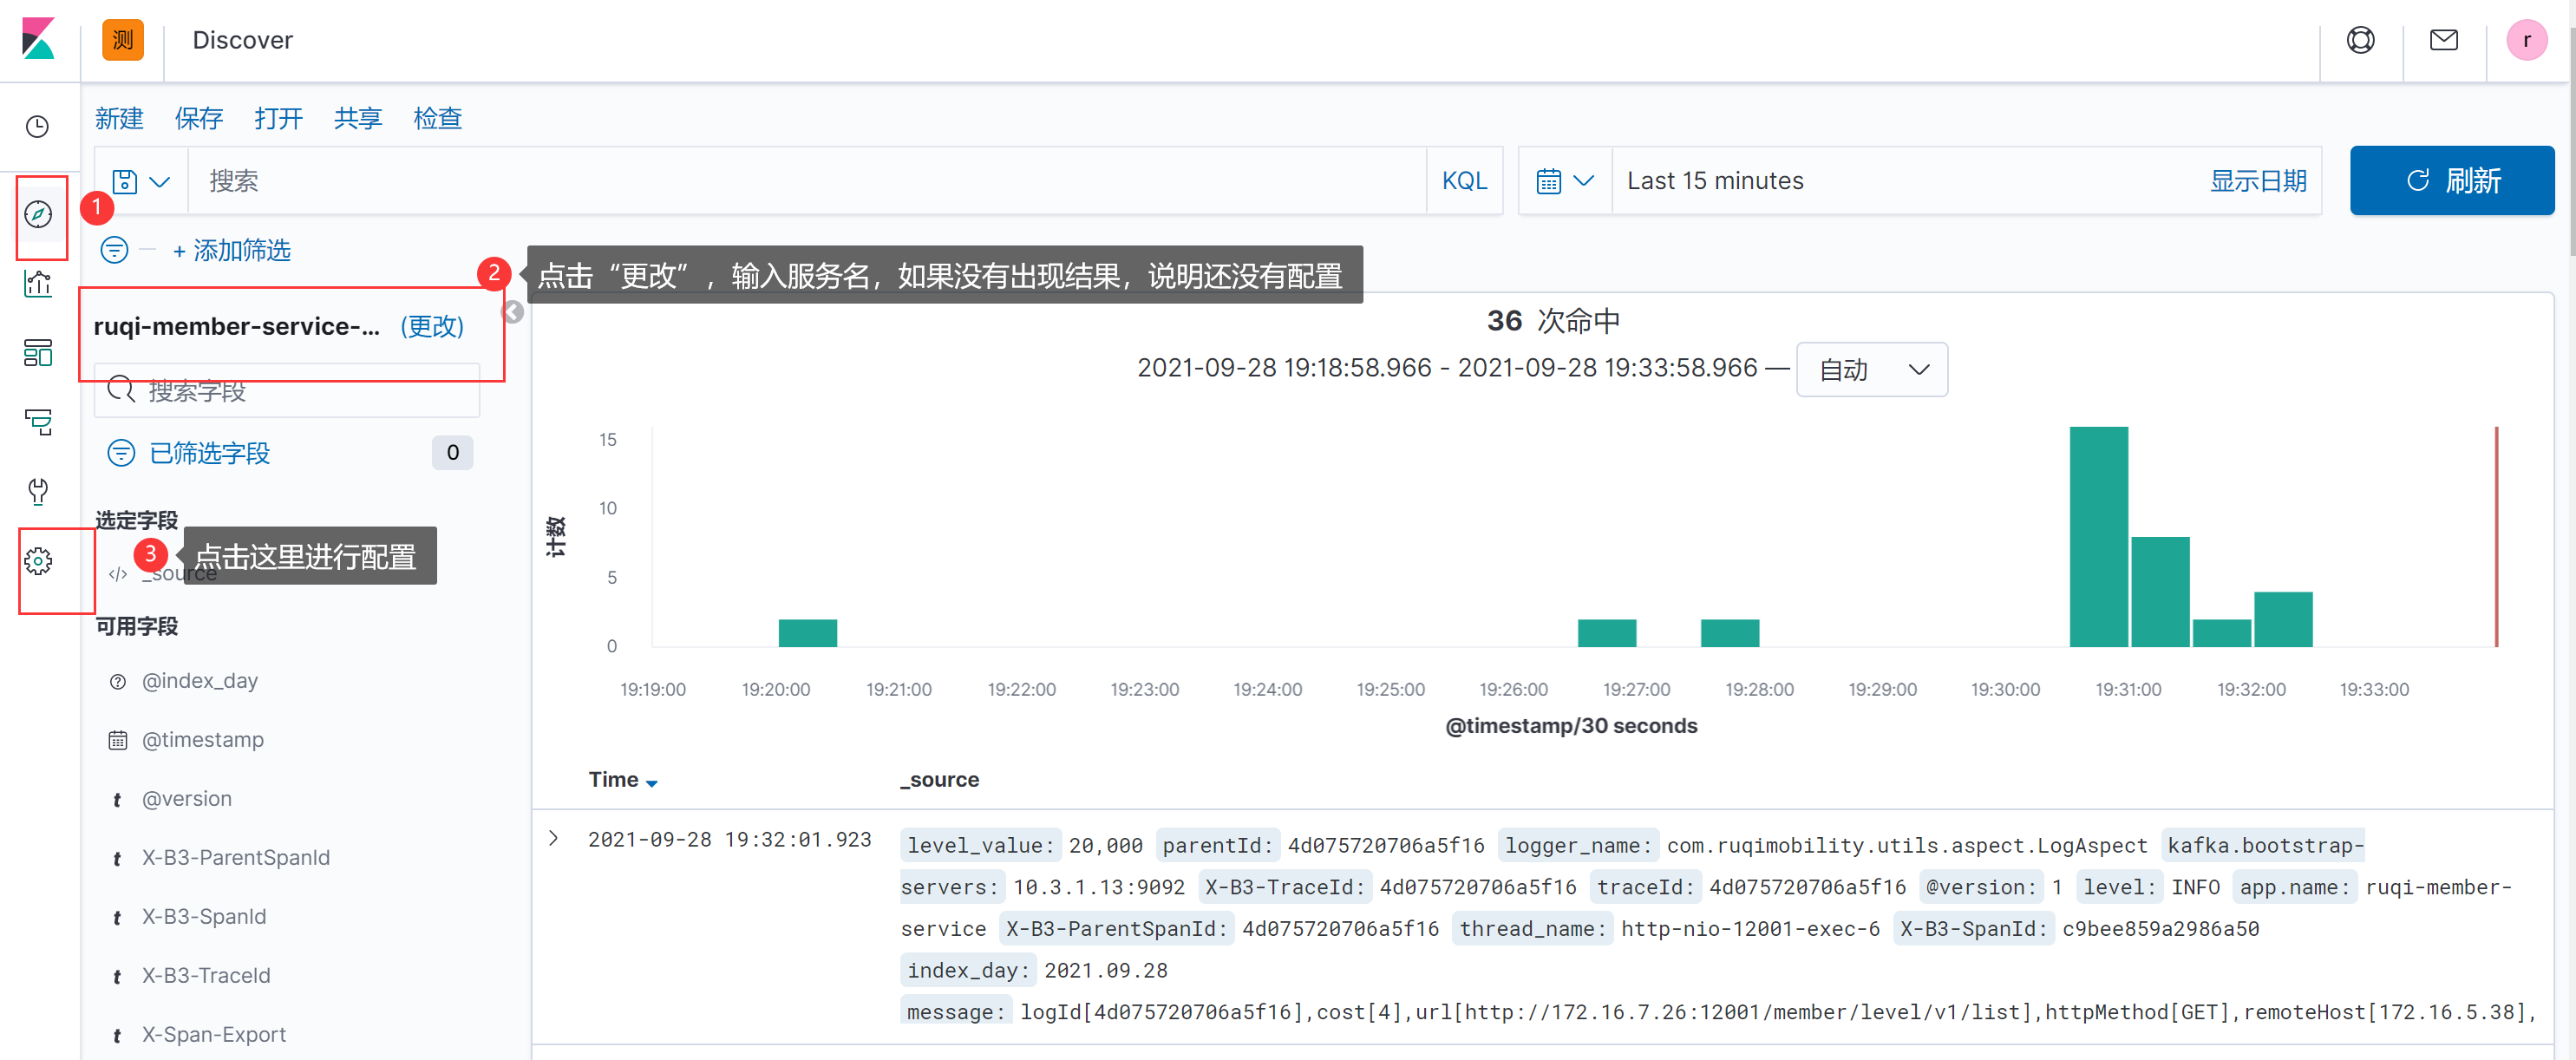 测 Discover r
新建 保存 打开 共享 检查
搜索 KQL Last 15 minutes 显示日期 刷新
1
+ 添加筛选
2 点击“更改”，输入服务名，如果没有出现结果，说明还没有配置
ruqi-member-service-... (更改)
搜索字段
已筛选字段 0
选定字段
3 点击这里进行配置
_source
可用字段
@index_day
@timestamp
@version
X-B3-ParentSpanId
X-B3-SpanId
X-B3-TraceId
X-Span-Export
36 次命中
2021-09-28 19:18:58.966 - 2021-09-28 19:33:58.966 — 自动
计数
15
10
5
0
19:19:00 19:20:00 19:21:00 19:22:00 19:23:00 19:24:00 19:25:00 19:26:00 19:27:00 19:28:00 19:29:00 19:30:00 19:31:00 19:32:00 19:33:00
@timestamp/30 seconds
Time _source
2021-09-28 19:32:01.923 level_value: 20,000 parentId: 4d075720706a5f16 logger_name: com.ruqimobility.utils.aspect.LogAspect kafka.bootstrap-
servers: 10.3.1.13:9092 X-B3-TraceId: 4d075720706a5f16 traceId: 4d075720706a5f16 @version: 1 level: INFO app.name: ruqi-member-
service X-B3-ParentSpanId: 4d075720706a5f16 thread_name: http-nio-12001-exec-6 X-B3-SpanId: c9bee859a2986a50
index_day: 2021.09.28
message: logId[4d075720706a5f16],cost[4],url[http://172.16.7.26:12001/member/level/v1/list],httpMethod[GET],remoteHost[172.16.5.38],